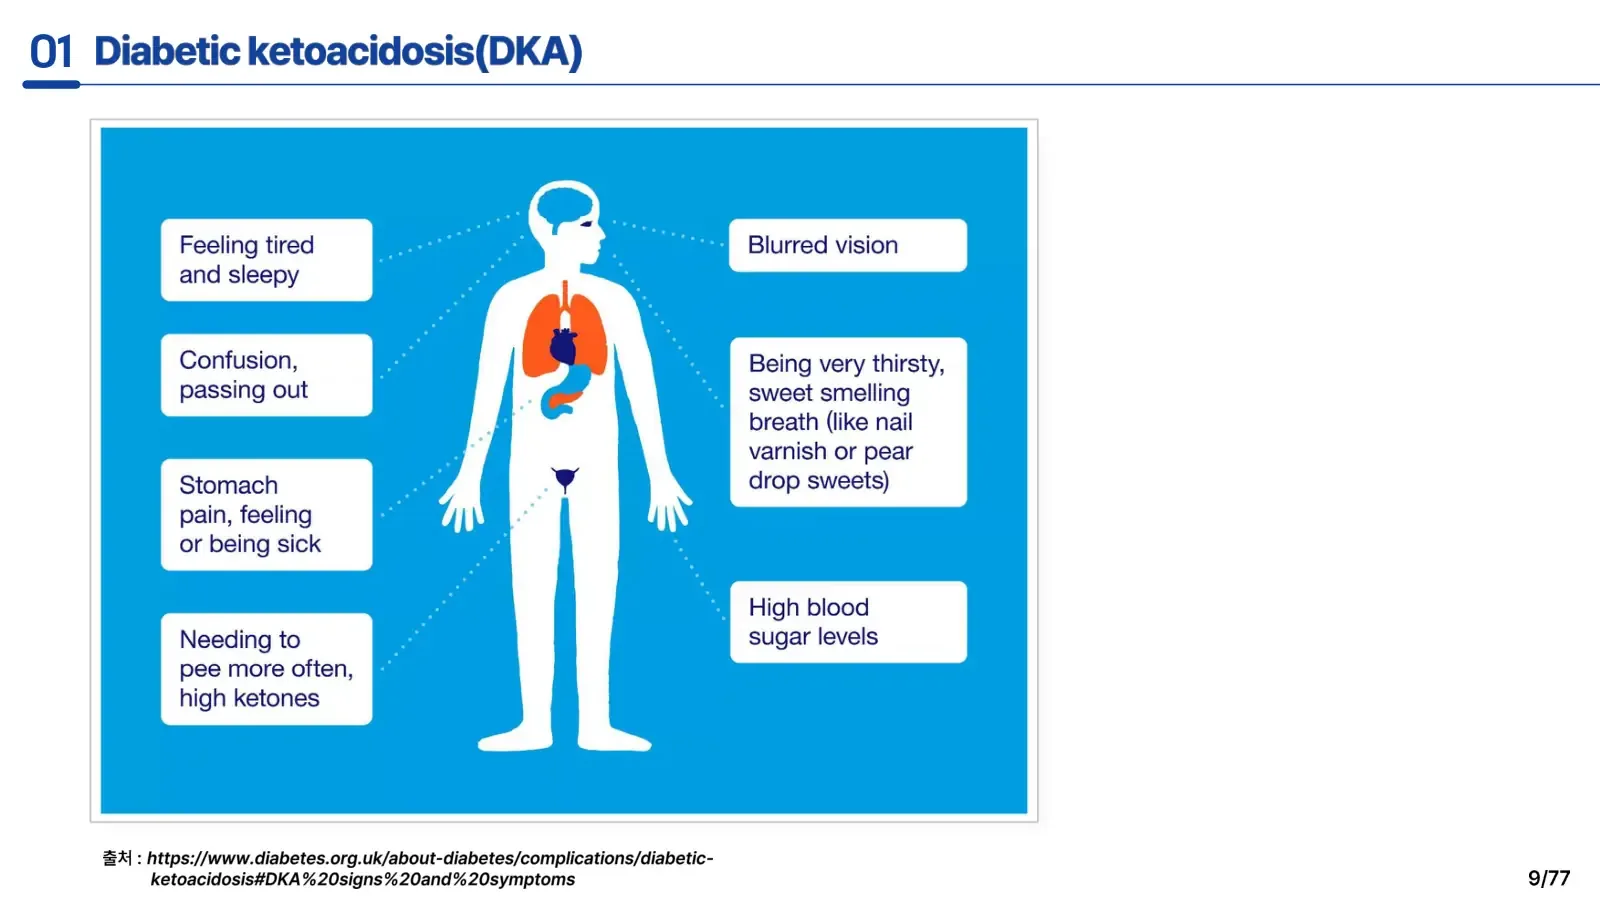 01 Diabetic ketoacidosis(DKA)
Feeling tired
and sleepy
Confusion,
passing out
Stomach
pain, feeling
or being sick
Needing to
pee more often,
high ketones
Blurred vision
Being very thirsty,
sweet smelling
breath (like nail
varnish or pear
drop sweets)
High blood
sugar levels
출처 : https://www.diabetes.org.uk/about-diabetes/complications/diabetic-
ketoacidosis#DKA%20signs%20and%20symptoms
9/77